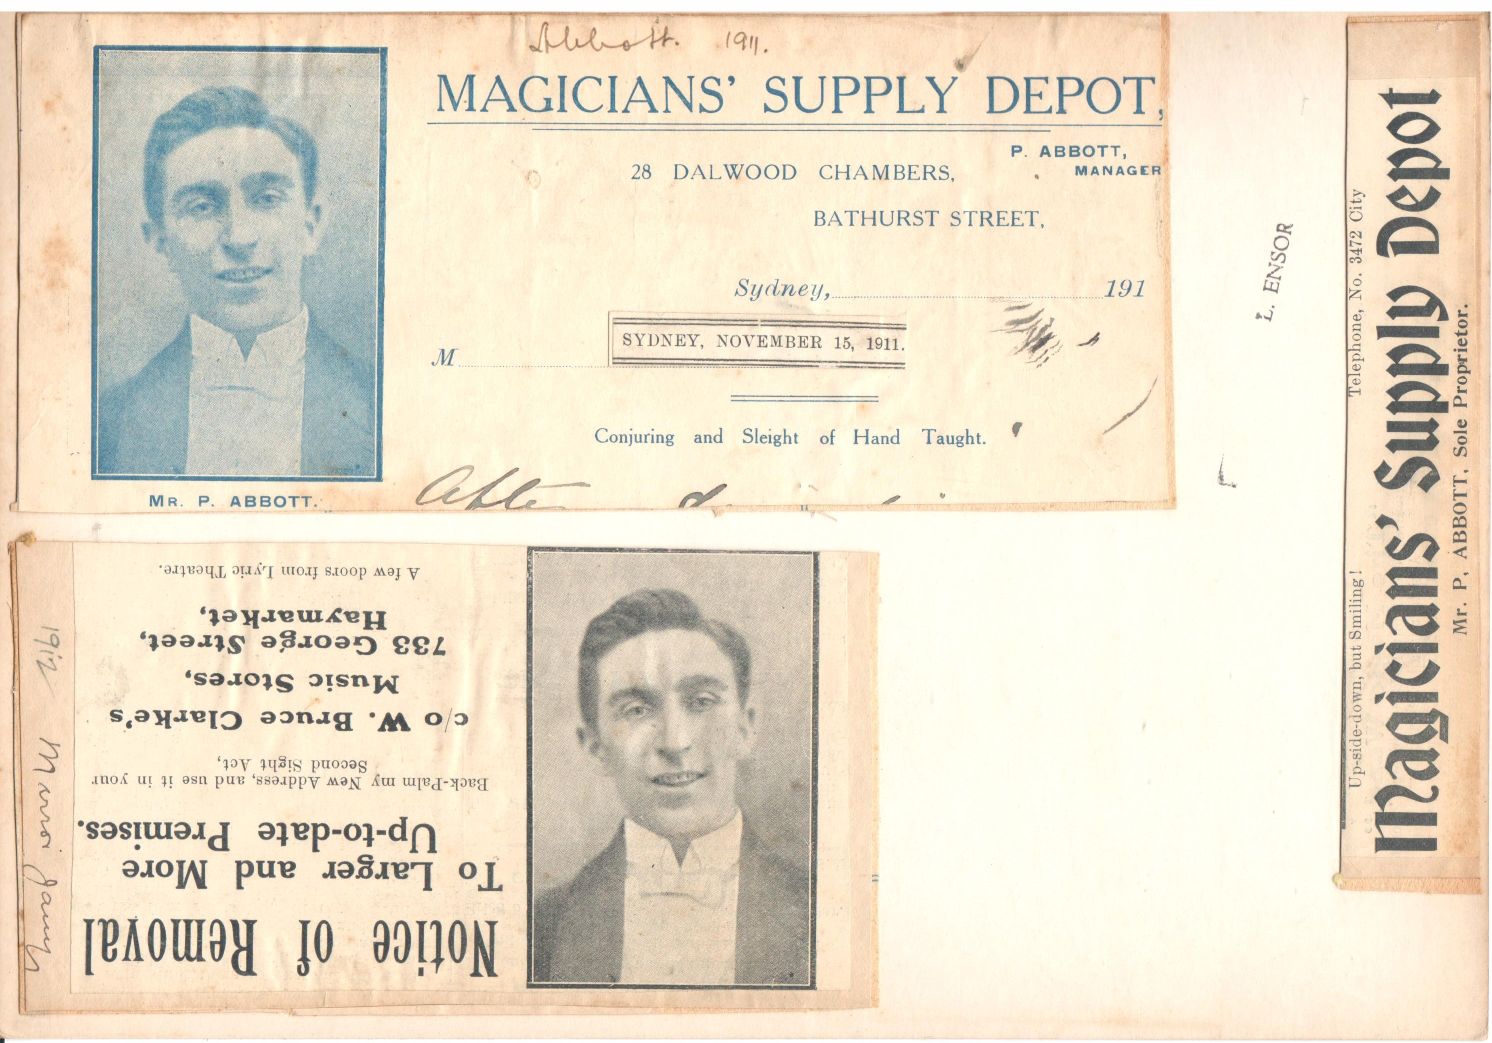 Abbott. 1911.
MAGICIANS' SUPPLY DEPOT,
P. ABBOTT,
MANAGER
28 DALWOOD CHAMBERS,
BATHURST STREET,
Sydney, 191
SYDNEY, NOVEMBER 15, 1911.
M
Conjuring and Sleight of Hand Taught.
MR. P. ABBOTT.
Notice of Removal
To Larger and More
Up-to-date Premises.
Back-Palm my New Address, and use it in your
Second Sight Act,
c/o W. Bruce Clarke's
Music Stores,
733 George Street,
Haymarket,
A few doors from Lyric Theatre.
1912
L. ENSOR
Up-side-down, but Smiling! Telephone, No. 3472 City
Magicians' Supply Depot
Mr. P, ABBOTT, Sole Proprietor.